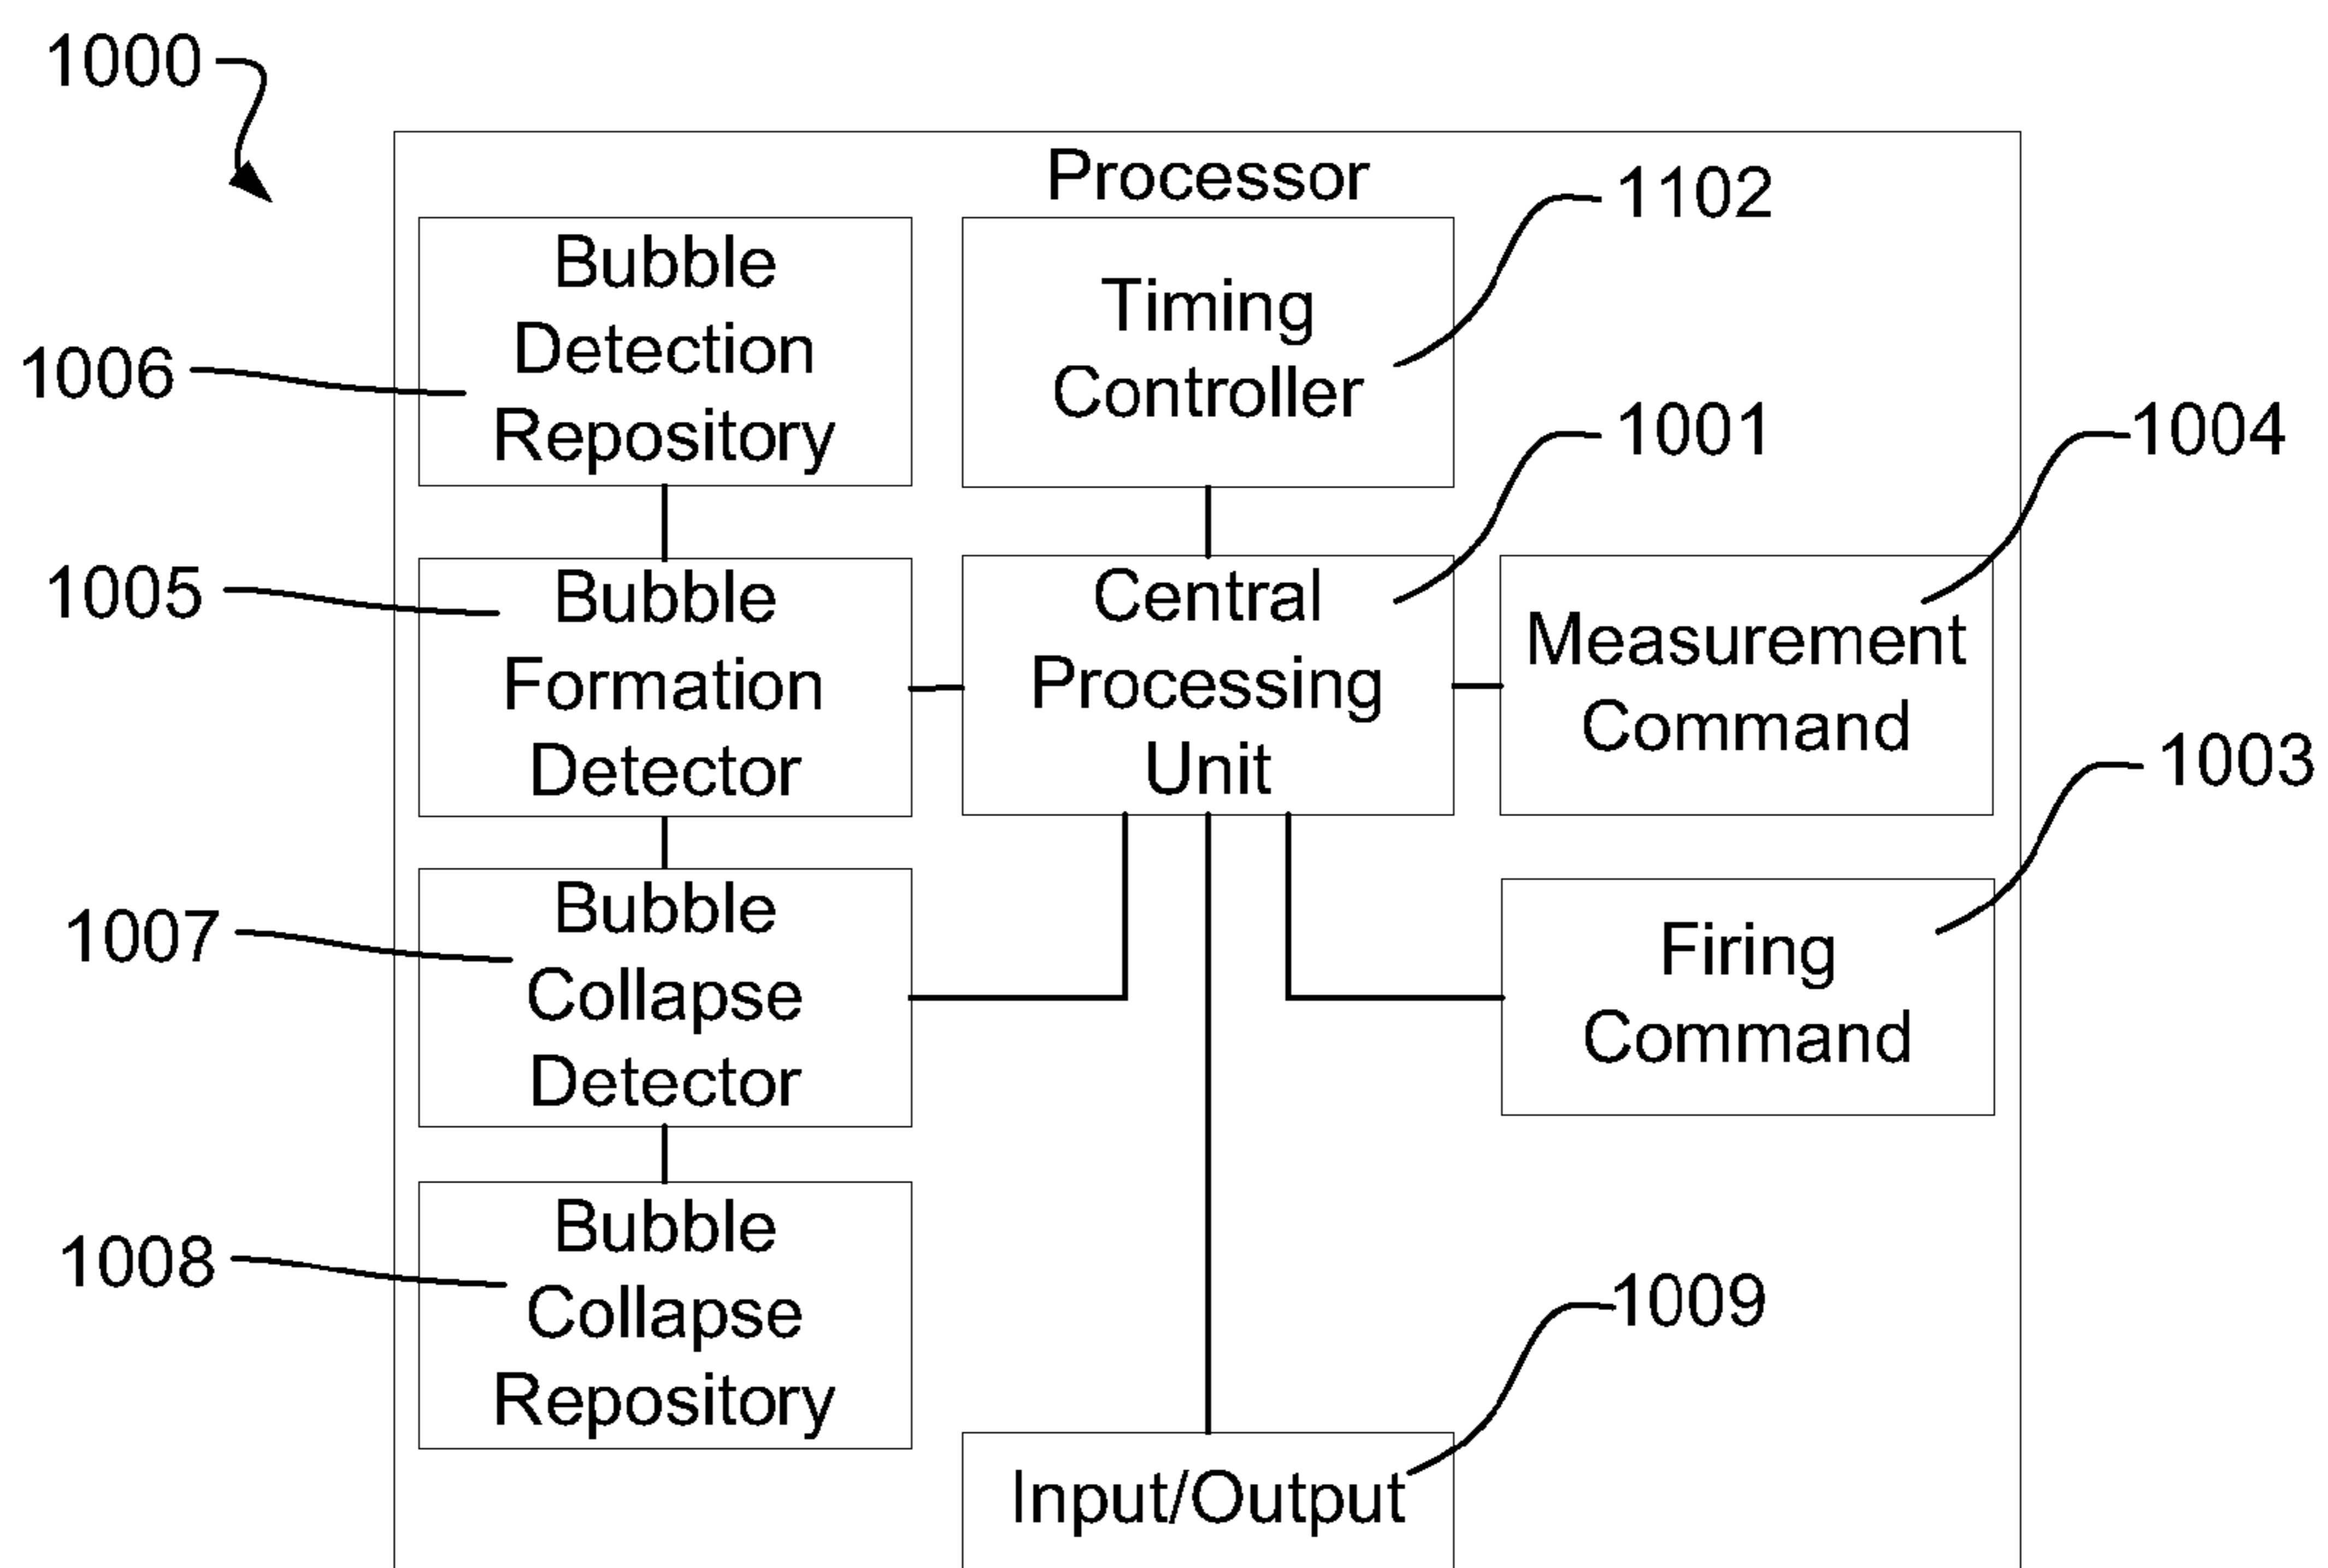 1000
Processor
1102
Bubble
Detection
Repository
1006
Timing
Controller
1001
1004
1005
Bubble
Formation
Detector
Central
Processing
Unit
Measurement
Command
1003
1007
Bubble
Collapse
Detector
Firing
Command
1008
Bubble
Collapse
Repository
1009
Input/Output